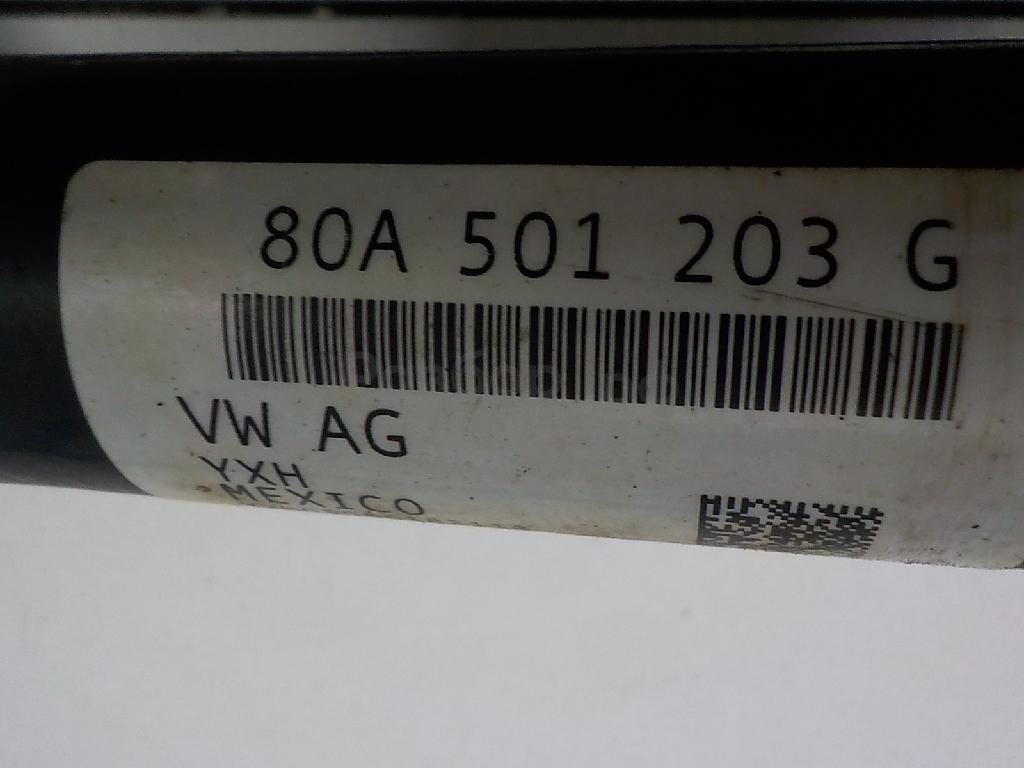 80A 501 203 G
VW AG
YXH
MEXICO